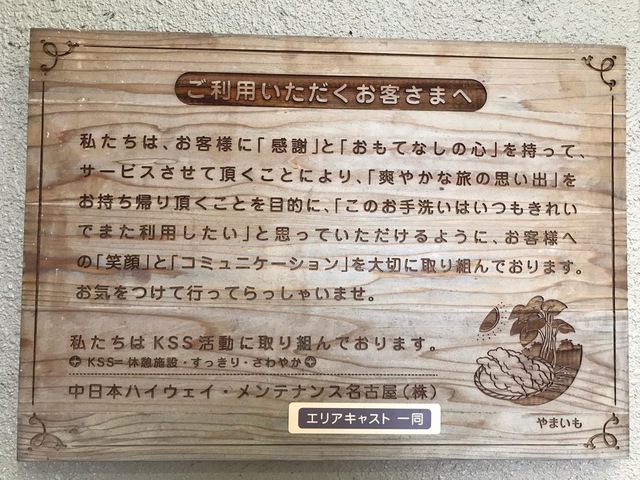 ご利用いただくお客さまへ
私たちは、お客様に「感謝」と「おもてなしの心」を持って、
サービスさせて頂くことにより、「爽やかな旅の思い出」を
お持ち帰り頂くことを目的に、「このお手洗いはいつもきれい
でまた利用したい」と思っていただけるように、お客様へ
の「笑顔」と「コミュニケーション」を大切に取り組んでおります。
お気をつけて行ってらっしゃいませ。
私たちはKSS活動に取り組んでおります。
KSS=休憩施設・すっきり・さわやか
中日本ハイウェイ・メンテナンス名古屋(株)
エリアキャスト 一同
やまいも